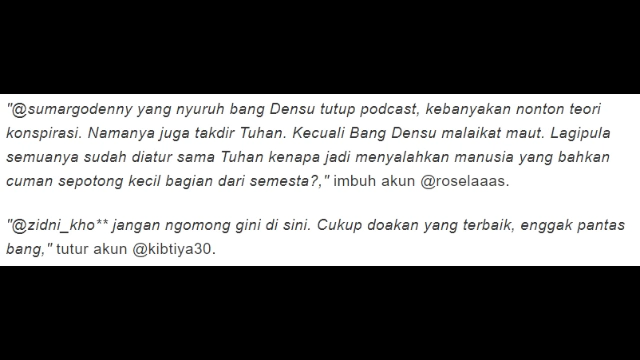 "@sumargodenny yang nyuruh bang Densu tutup podcast, kebanyakan nonton teori
konspirasi. Namanya juga takdir Tuhan. Kecuali Bang Densu malaikat maut. Lagipula
semuanya sudah diatur sama Tuhan kenapa jadi menyalahkan manusia yang bahkan
cuman sepotong kecil bagian dari semesta?," imbuh akun @roselaaas.
"@zidni_kho** jangan ngomong gini di sini. Cukup doakan yang terbaik, enggak pantas
bang," tutur akun @kibtiya30.